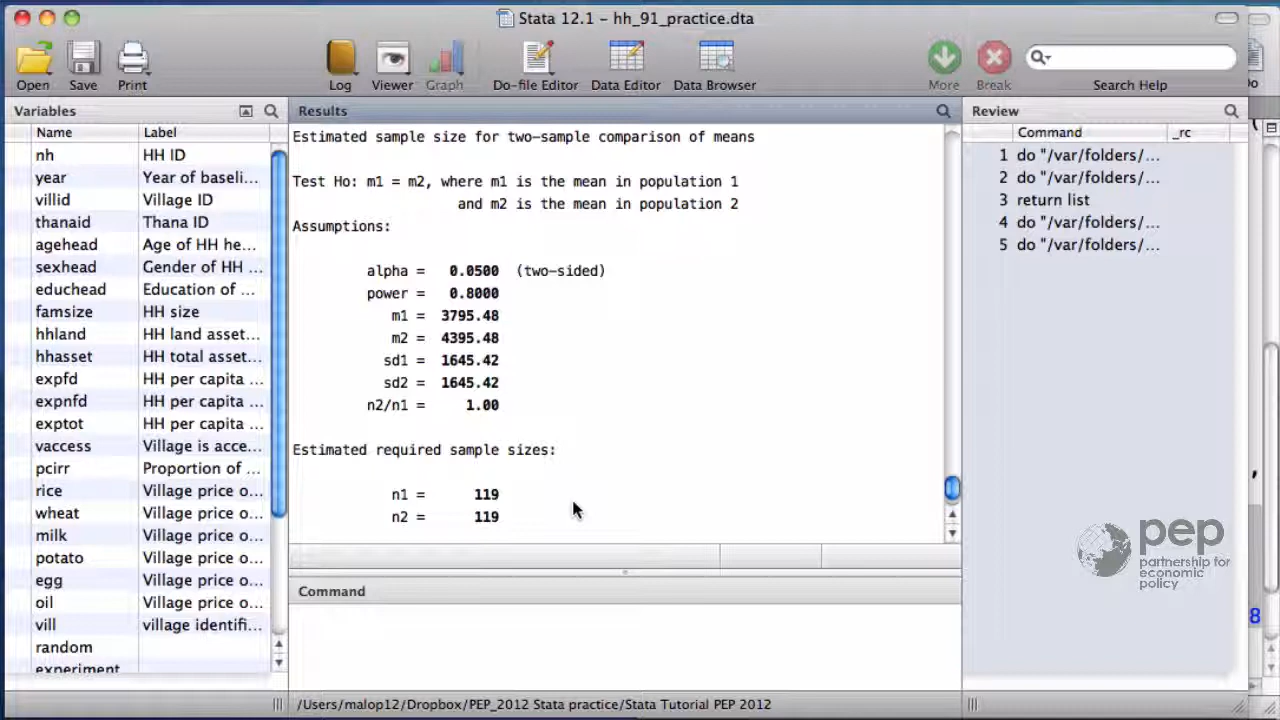 Stata 12.1 – hh_91_practice.dta
Open Save Print Log Viewer Graph Do-file Editor Data Editor Data Browser More Break Search Help
Variables
Name Label
nh HH ID
year Year of baseli...
villid Village ID
thanaid Thana ID
agehead Age of HH he...
sexhead Gender of HH ...
educhead Education of ...
famsize HH size
hhland HH land asset...
hhasset HH total asset...
expfd HH per capita ...
expnfd HH per capita ...
exptot HH per capita ...
vaccess Village is acce...
pcirr Proportion of ...
rice Village price o...
wheat Village price o...
milk Village price o...
potato Village price o...
egg Village price o...
oil Village price o...
vill village identifi...
random
experiment
Results
Estimated sample size for two-sample comparison of means
Test Ho: m1 = m2, where m1 is the mean in population 1
and m2 is the mean in population 2
Assumptions:
alpha = 0.0500 (two-sided)
power = 0.8000
m1 = 3795.48
m2 = 4395.48
sd1 = 1645.42
sd2 = 1645.42
n2/n1 = 1.00
Estimated required sample sizes:
n1 = 119
n2 = 119
Command
Review
Command _rc
1 do "/var/folders/...
2 do "/var/folders/...
3 return list
4 do "/var/folders/...
5 do "/var/folders/...
pep
partnership for
economic
policy
8
/Users/malop12/Dropbox/PEP_2012 Stata practice/Stata Tutorial PEP 2012